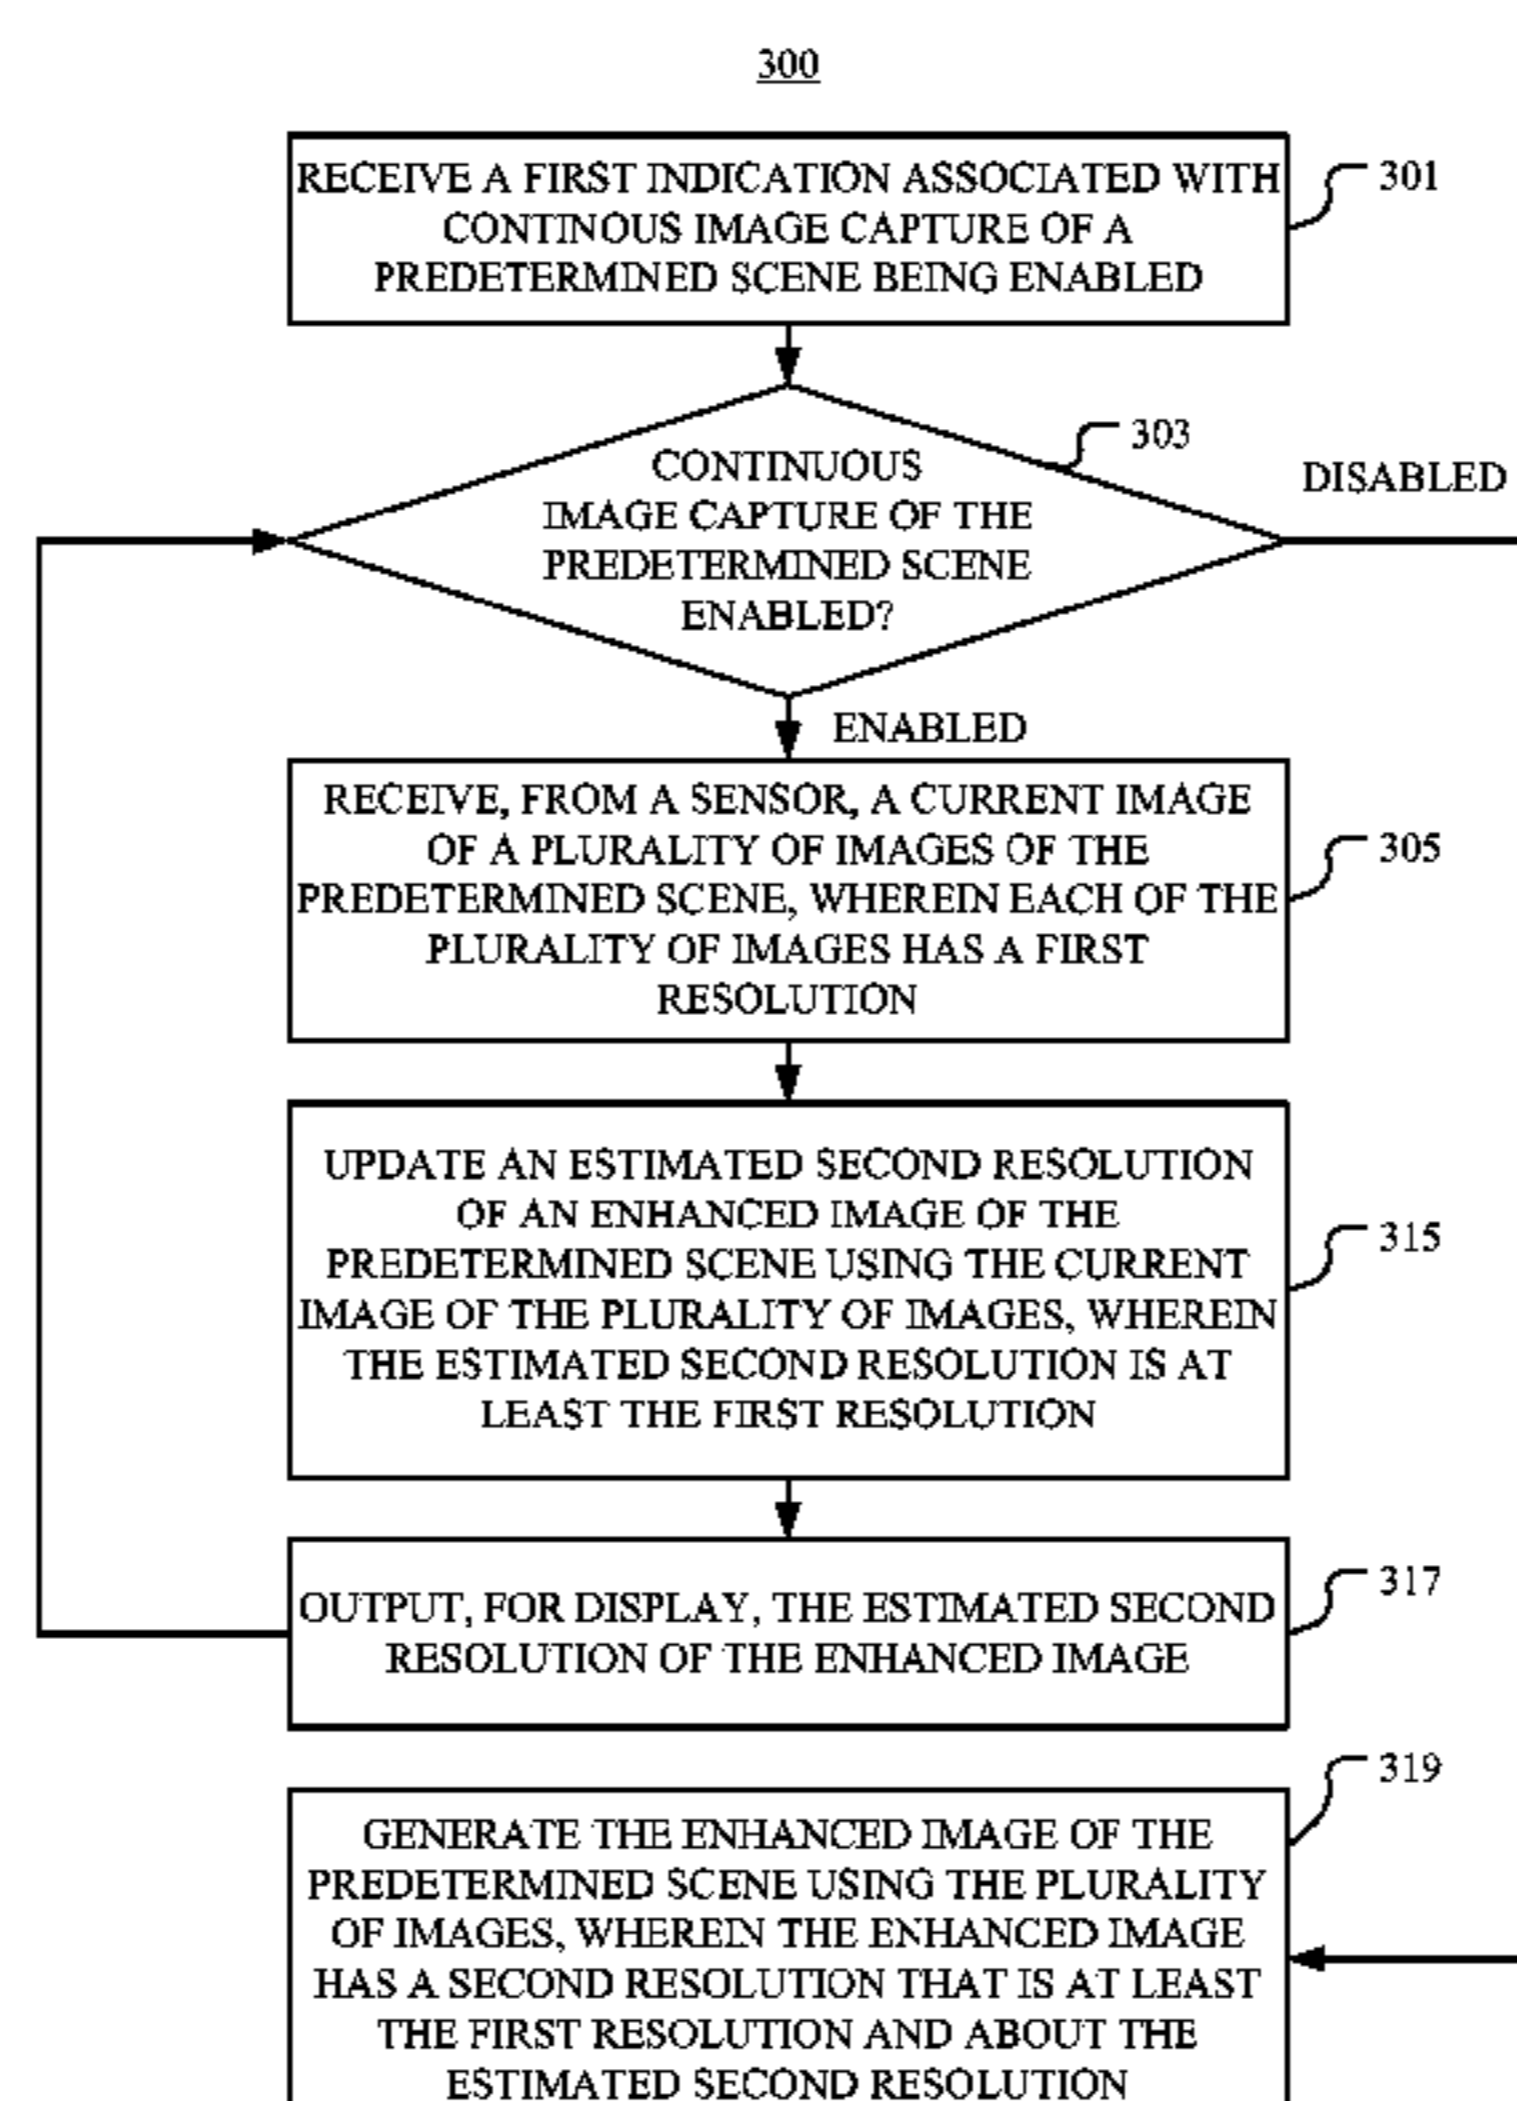 300
RECEIVE A FIRST INDICATION ASSOCIATED WITH
CONTINOUS IMAGE CAPTURE OF A
PREDETERMINED SCENE BEING ENABLED
301
303
CONTINUOUS
IMAGE CAPTURE OF THE
PREDETERMINED SCENE
ENABLED?
DISABLED
ENABLED
RECEIVE, FROM A SENSOR, A CURRENT IMAGE
OF A PLURALITY OF IMAGES OF THE
PREDETERMINED SCENE, WHEREIN EACH OF THE
PLURALITY OF IMAGES HAS A FIRST
RESOLUTION
305
UPDATE AN ESTIMATED SECOND RESOLUTION
OF AN ENHANCED IMAGE OF THE
PREDETERMINED SCENE USING THE CURRENT
IMAGE OF THE PLURALITY OF IMAGES, WHEREIN
THE ESTIMATED SECOND RESOLUTION IS AT
LEAST THE FIRST RESOLUTION
315
OUTPUT, FOR DISPLAY, THE ESTIMATED SECOND
RESOLUTION OF THE ENHANCED IMAGE
317
319
GENERATE THE ENHANCED IMAGE OF THE
PREDETERMINED SCENE USING THE PLURALITY
OF IMAGES, WHEREIN THE ENHANCED IMAGE
HAS A SECOND RESOLUTION THAT IS AT LEAST
THE FIRST RESOLUTION AND ABOUT THE
ESTIMATED SECOND RESOLUTION